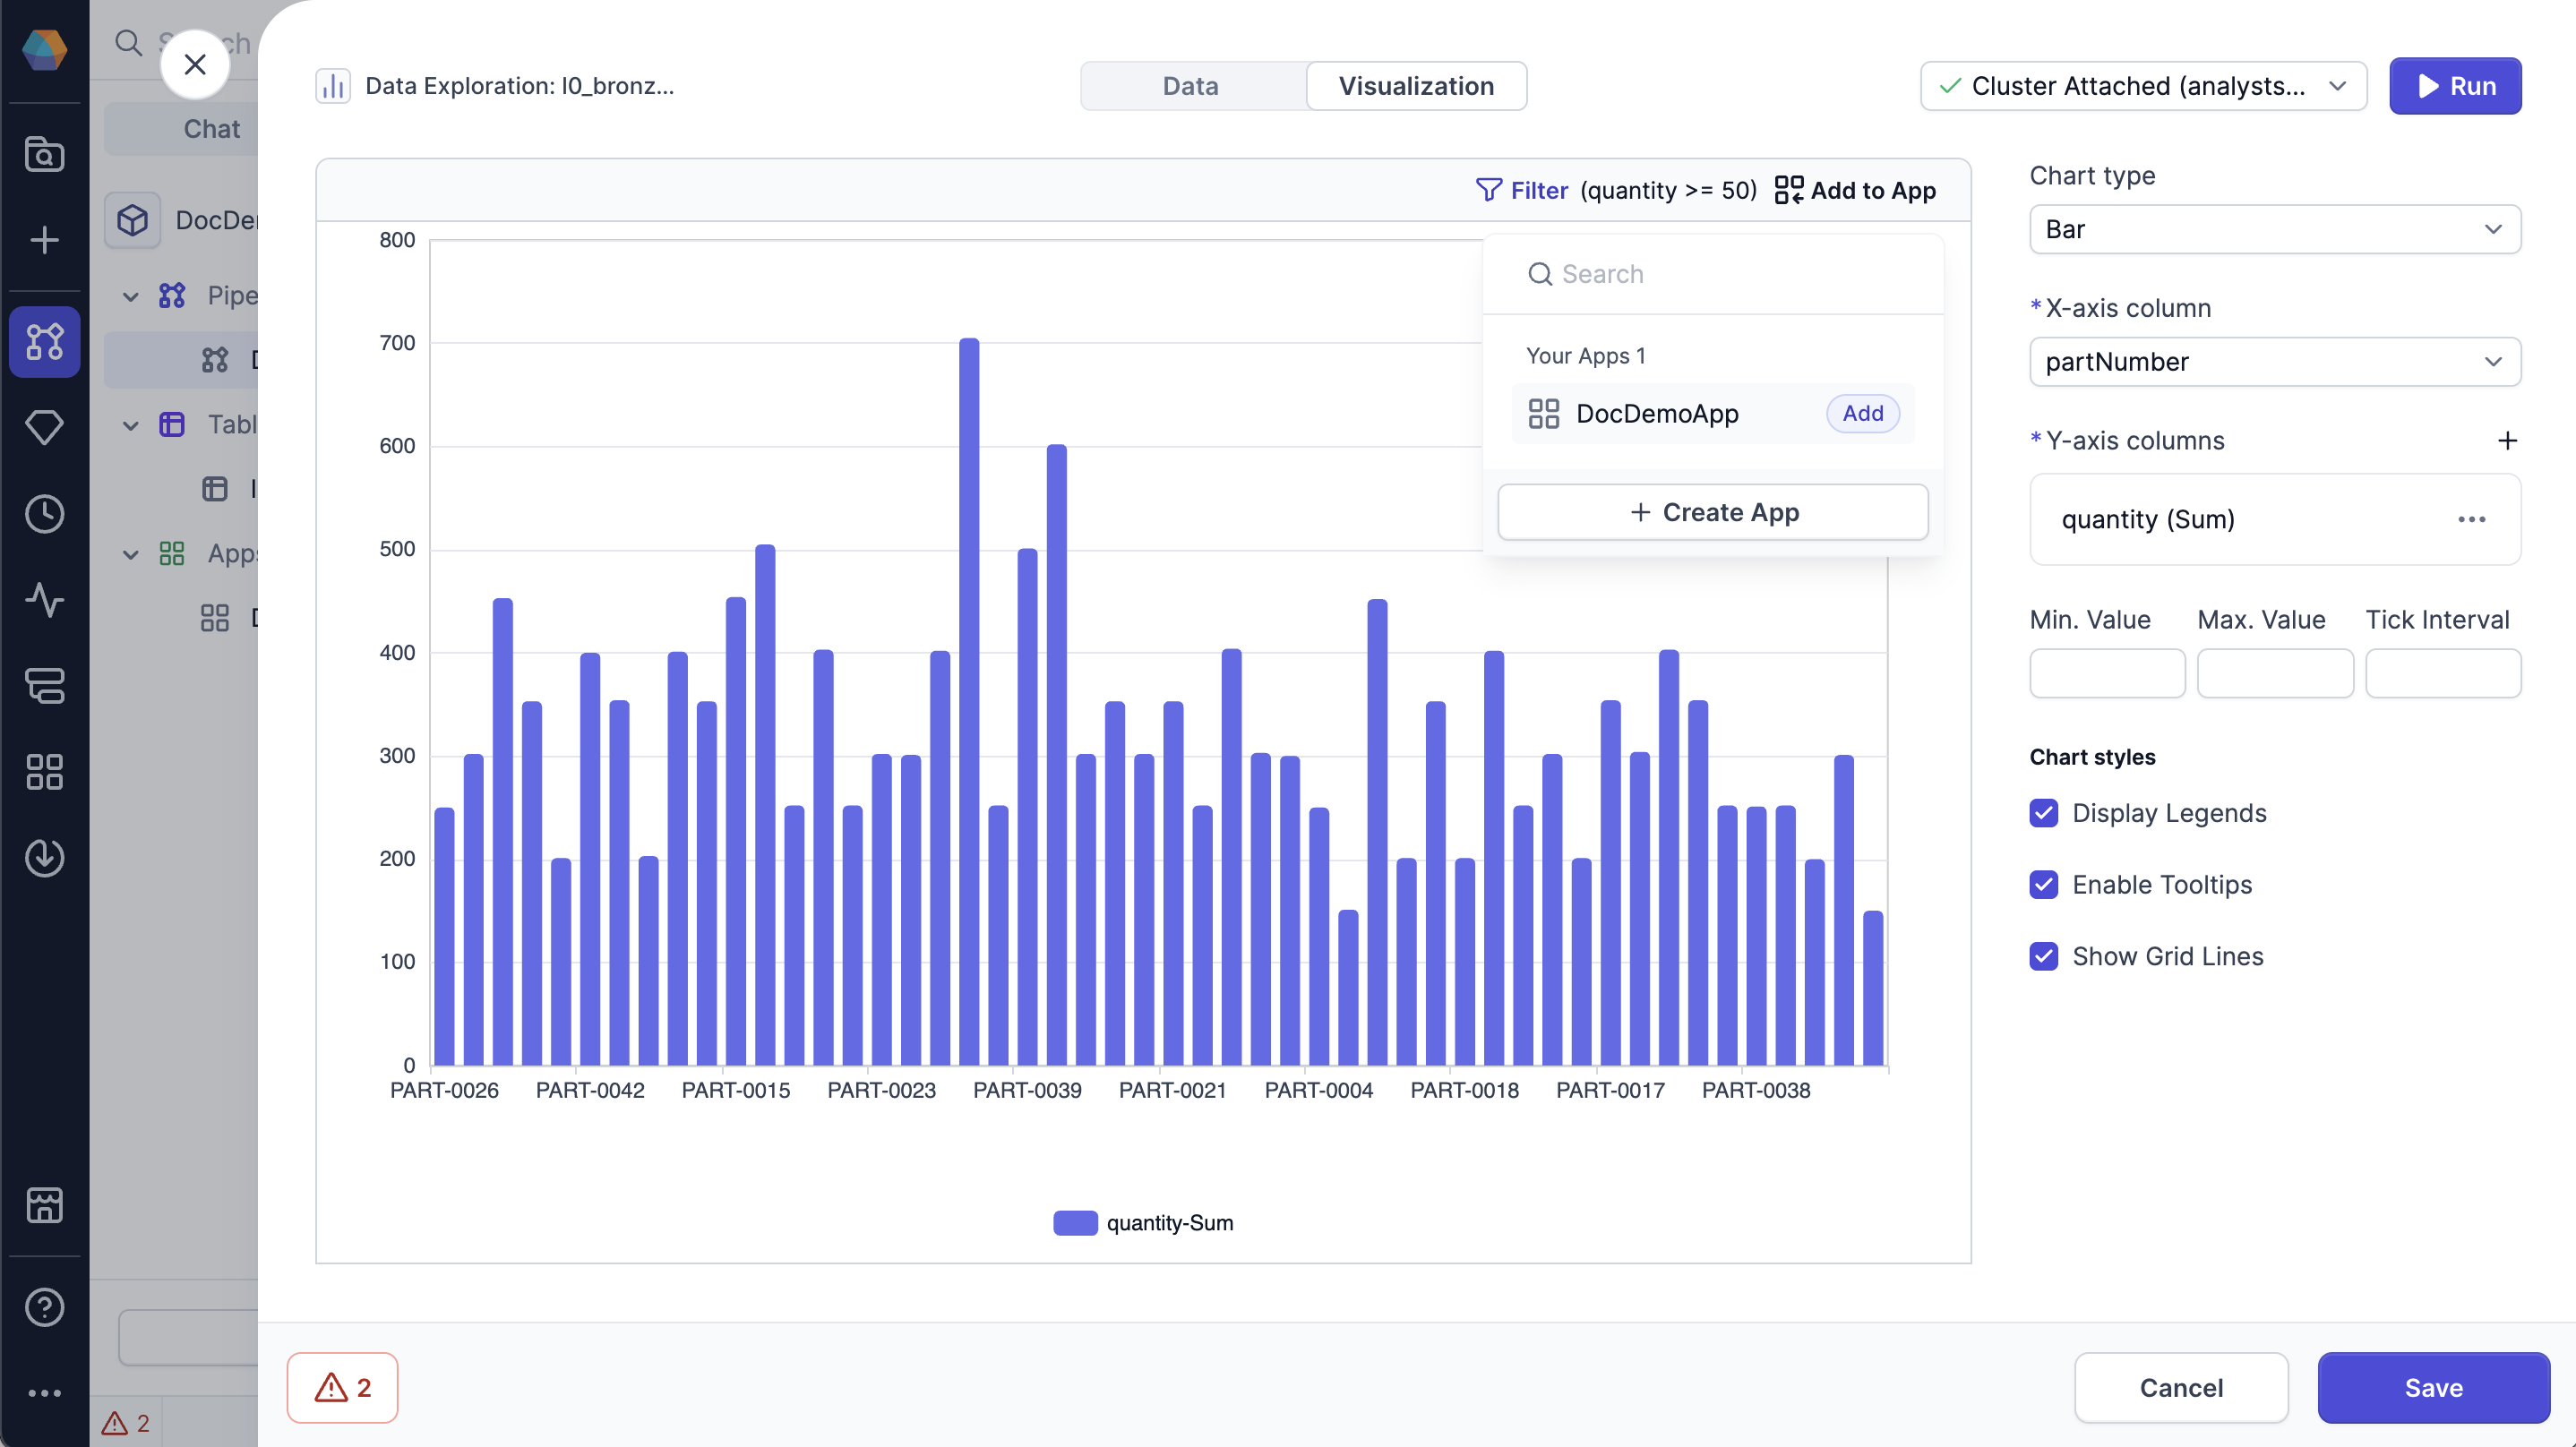 Chat
DocDe
Pipe
Tabl
Apps
2
Data Exploration: l0_bronz...
Data
Visualization
Cluster Attached (analysts...
Run
Filter (quantity >= 50)
Add to App
Search
Your Apps 1
DocDemoApp
Add
Create App
800
700
600
500
400
300
200
100
0
PART-0026 PART-0042 PART-0015 PART-0023 PART-0039 PART-0021 PART-0004 PART-0018 PART-0017 PART-0038
quantity-Sum
Chart type
Bar
*X-axis column
partNumber
*Y-axis columns
quantity (Sum)
Min. Value Max. Value Tick Interval
Chart styles
Display Legends
Enable Tooltips
Show Grid Lines
2
Cancel
Save